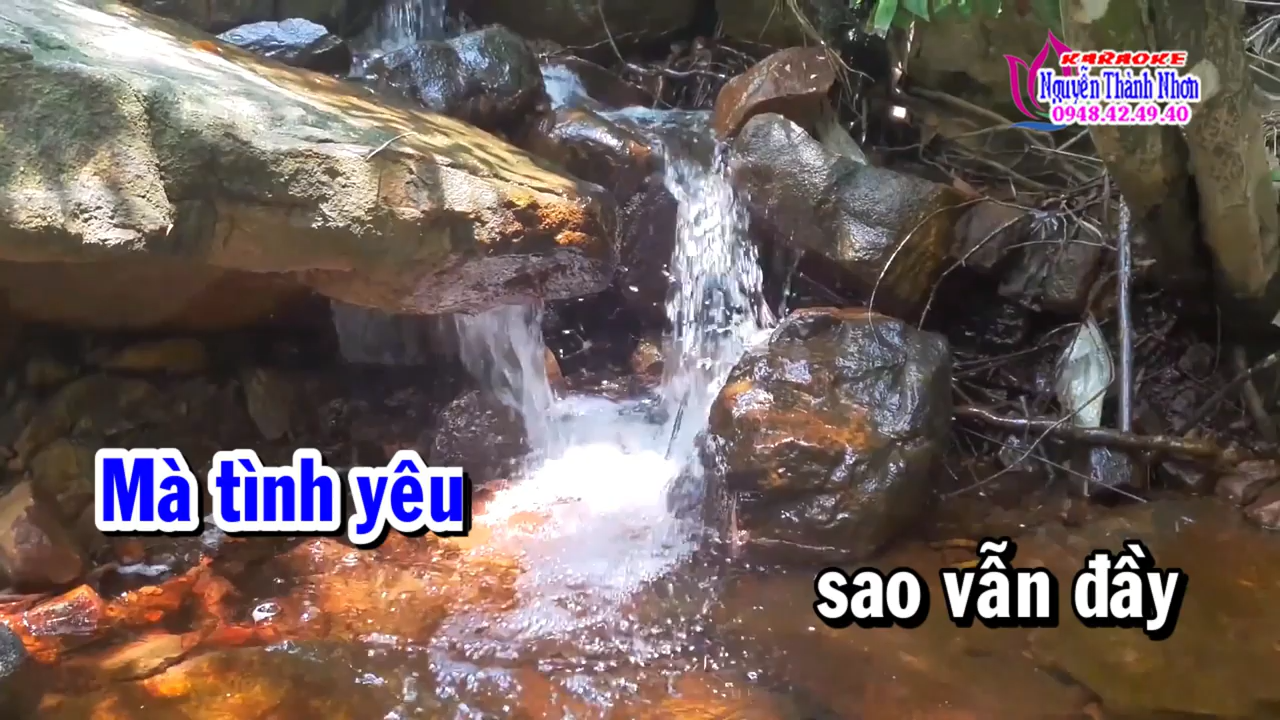 KARAOKE
Nguyễn Thành Nhơn
0948.42.49.40
Mà tình yêu
sao vẫn đầy